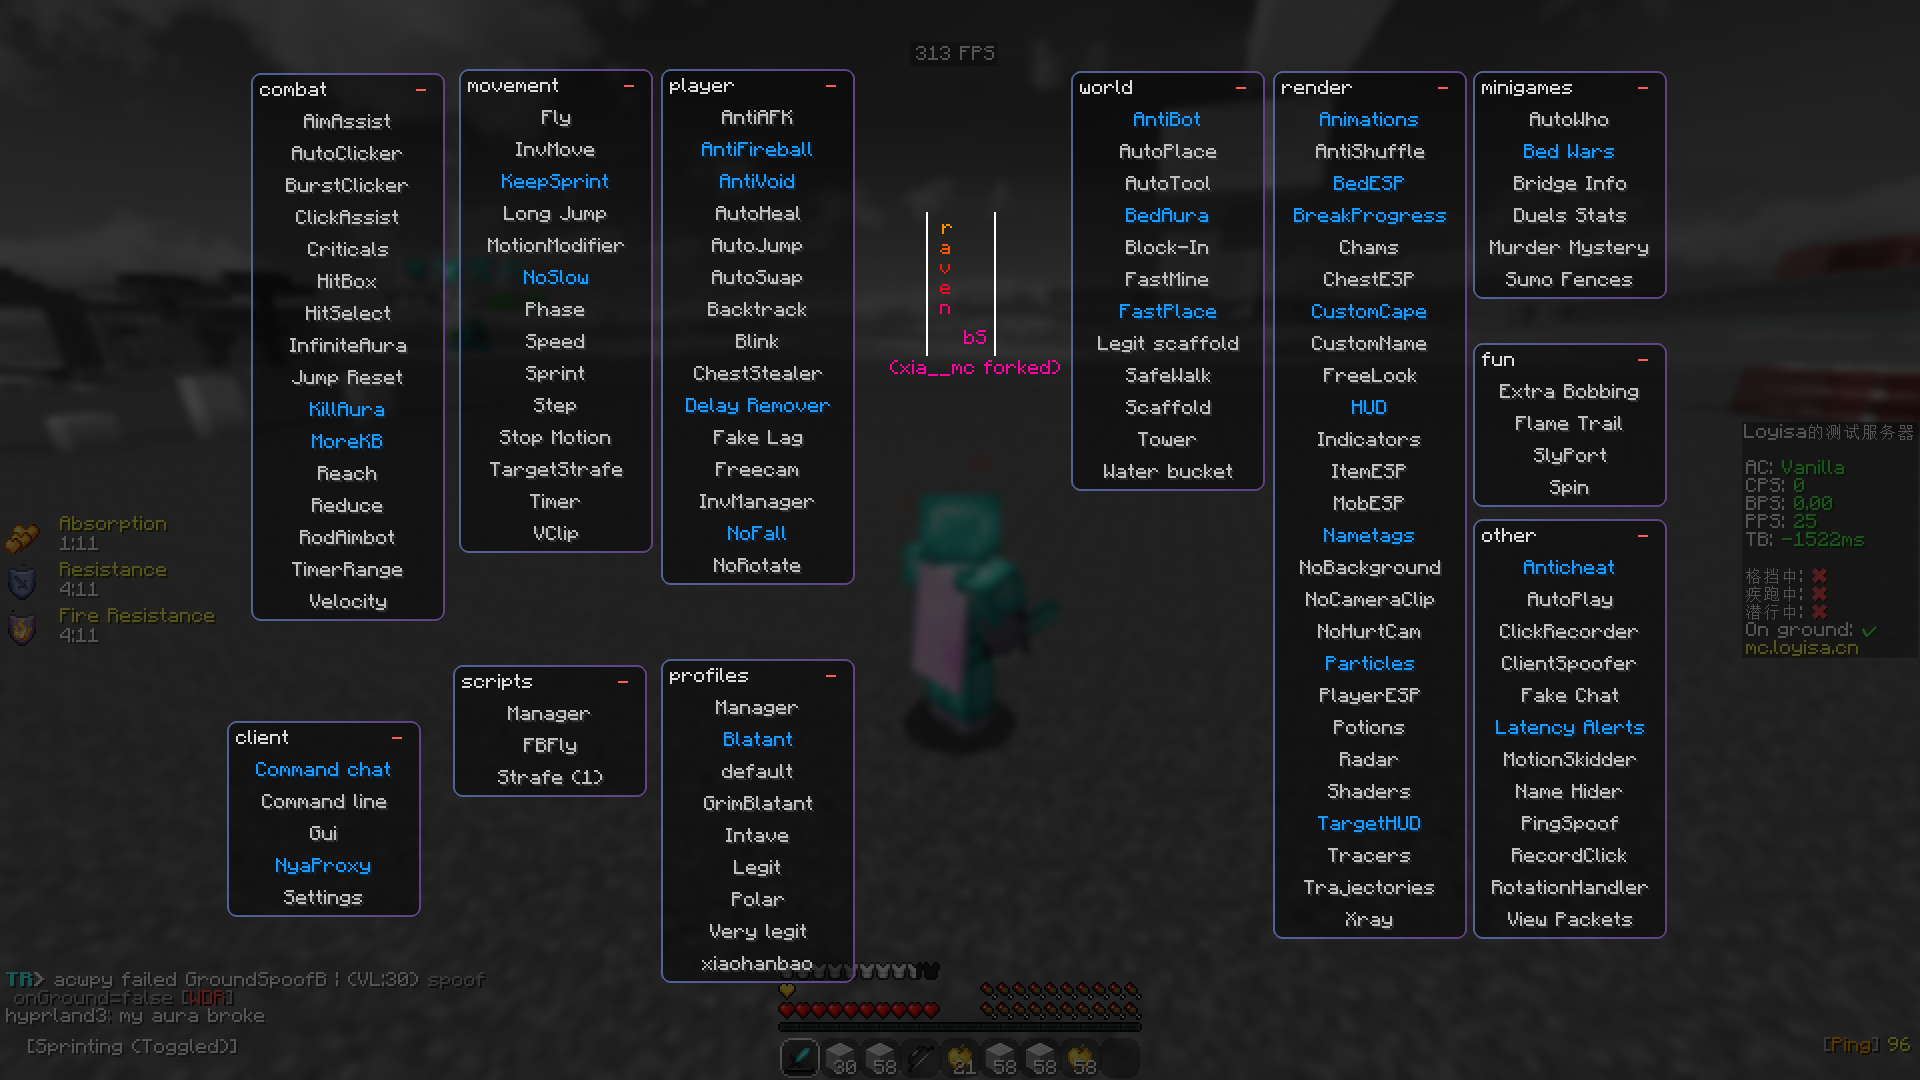 313 FPS
combat
AimAssist
AutoClicker
BurstClicker
ClickAssist
Criticals
HitBox
HitSelect
InfiniteAura
Jump Reset
KillAura
MoreKB
Reach
Reduce
RodAimbot
TimerRange
Velocity
movement
Fly
InvMove
KeepSprint
Long Jump
MotionModifier
NoSlow
Phase
Speed
Sprint
Step
Stop Motion
TargetStrafe
Timer
VClip
player
AntiAFK
AntiFireball
AntiVoid
AutoHeal
AutoJump
AutoSwap
Backtrack
Blink
ChestStealer
Delay Remover
Fake Lag
Freecam
InvManager
NoFall
NoRotate
raven
bS
(xia__mc forked)
world
AntiBot
AutoPlace
AutoTool
BedAura
Block-In
FastMine
FastPlace
Legit scaffold
SafeWalk
Scaffold
Tower
Water bucket
render
Animations
AntiShuffle
BedESP
BreakProgress
Chams
ChestESP
CustomCape
CustomName
FreeLook
HUD
Indicators
ItemESP
MobESP
Nametags
NoBackground
NoCameraClip
NoHurtCam
Particles
PlayerESP
Potions
Radar
Shaders
TargetHUD
Tracers
Trajectories
Xray
minigames
AutoWho
Bed Wars
Bridge Info
Duels Stats
Murder Mystery
Sumo Fences
fun
Extra Bobbing
Flame Trail
SlyPort
Spin
other
Anticheat
AutoPlay
ClickRecorder
ClientSpoofer
Fake Chat
Latency Alerts
MotionSkidder
Name Hider
PingSpoof
RecordClick
RotationHandler
View Packets
Loyisa的测试服务器
AC: Vanilla
CPS: 0
BPS: 0.00
PPS: 25
TB: -1522ms
格挡中: ✖
疾跑中: ✖
潜行中: ✖
On ground: ✔
mc.loyisa.cn
Absorption
1:11
Resistance
4:11
Fire Resistance
4:11
client
Command chat
Command line
Gui
NyaProxy
Settings
scripts
Manager
FBFly
Strafe (1)
profiles
Manager
Blatant
default
GrimBlatant
Intave
Legit
Polar
Very legit
xiaohanbao
TR> acwpy failed GroundSpoofB | (VL:30) spoof
onGround=false [WDR]
hyprland3: my aura broke
[Sprinting (Toggled)]
30
58
21
58
58
58
[Ping] 96